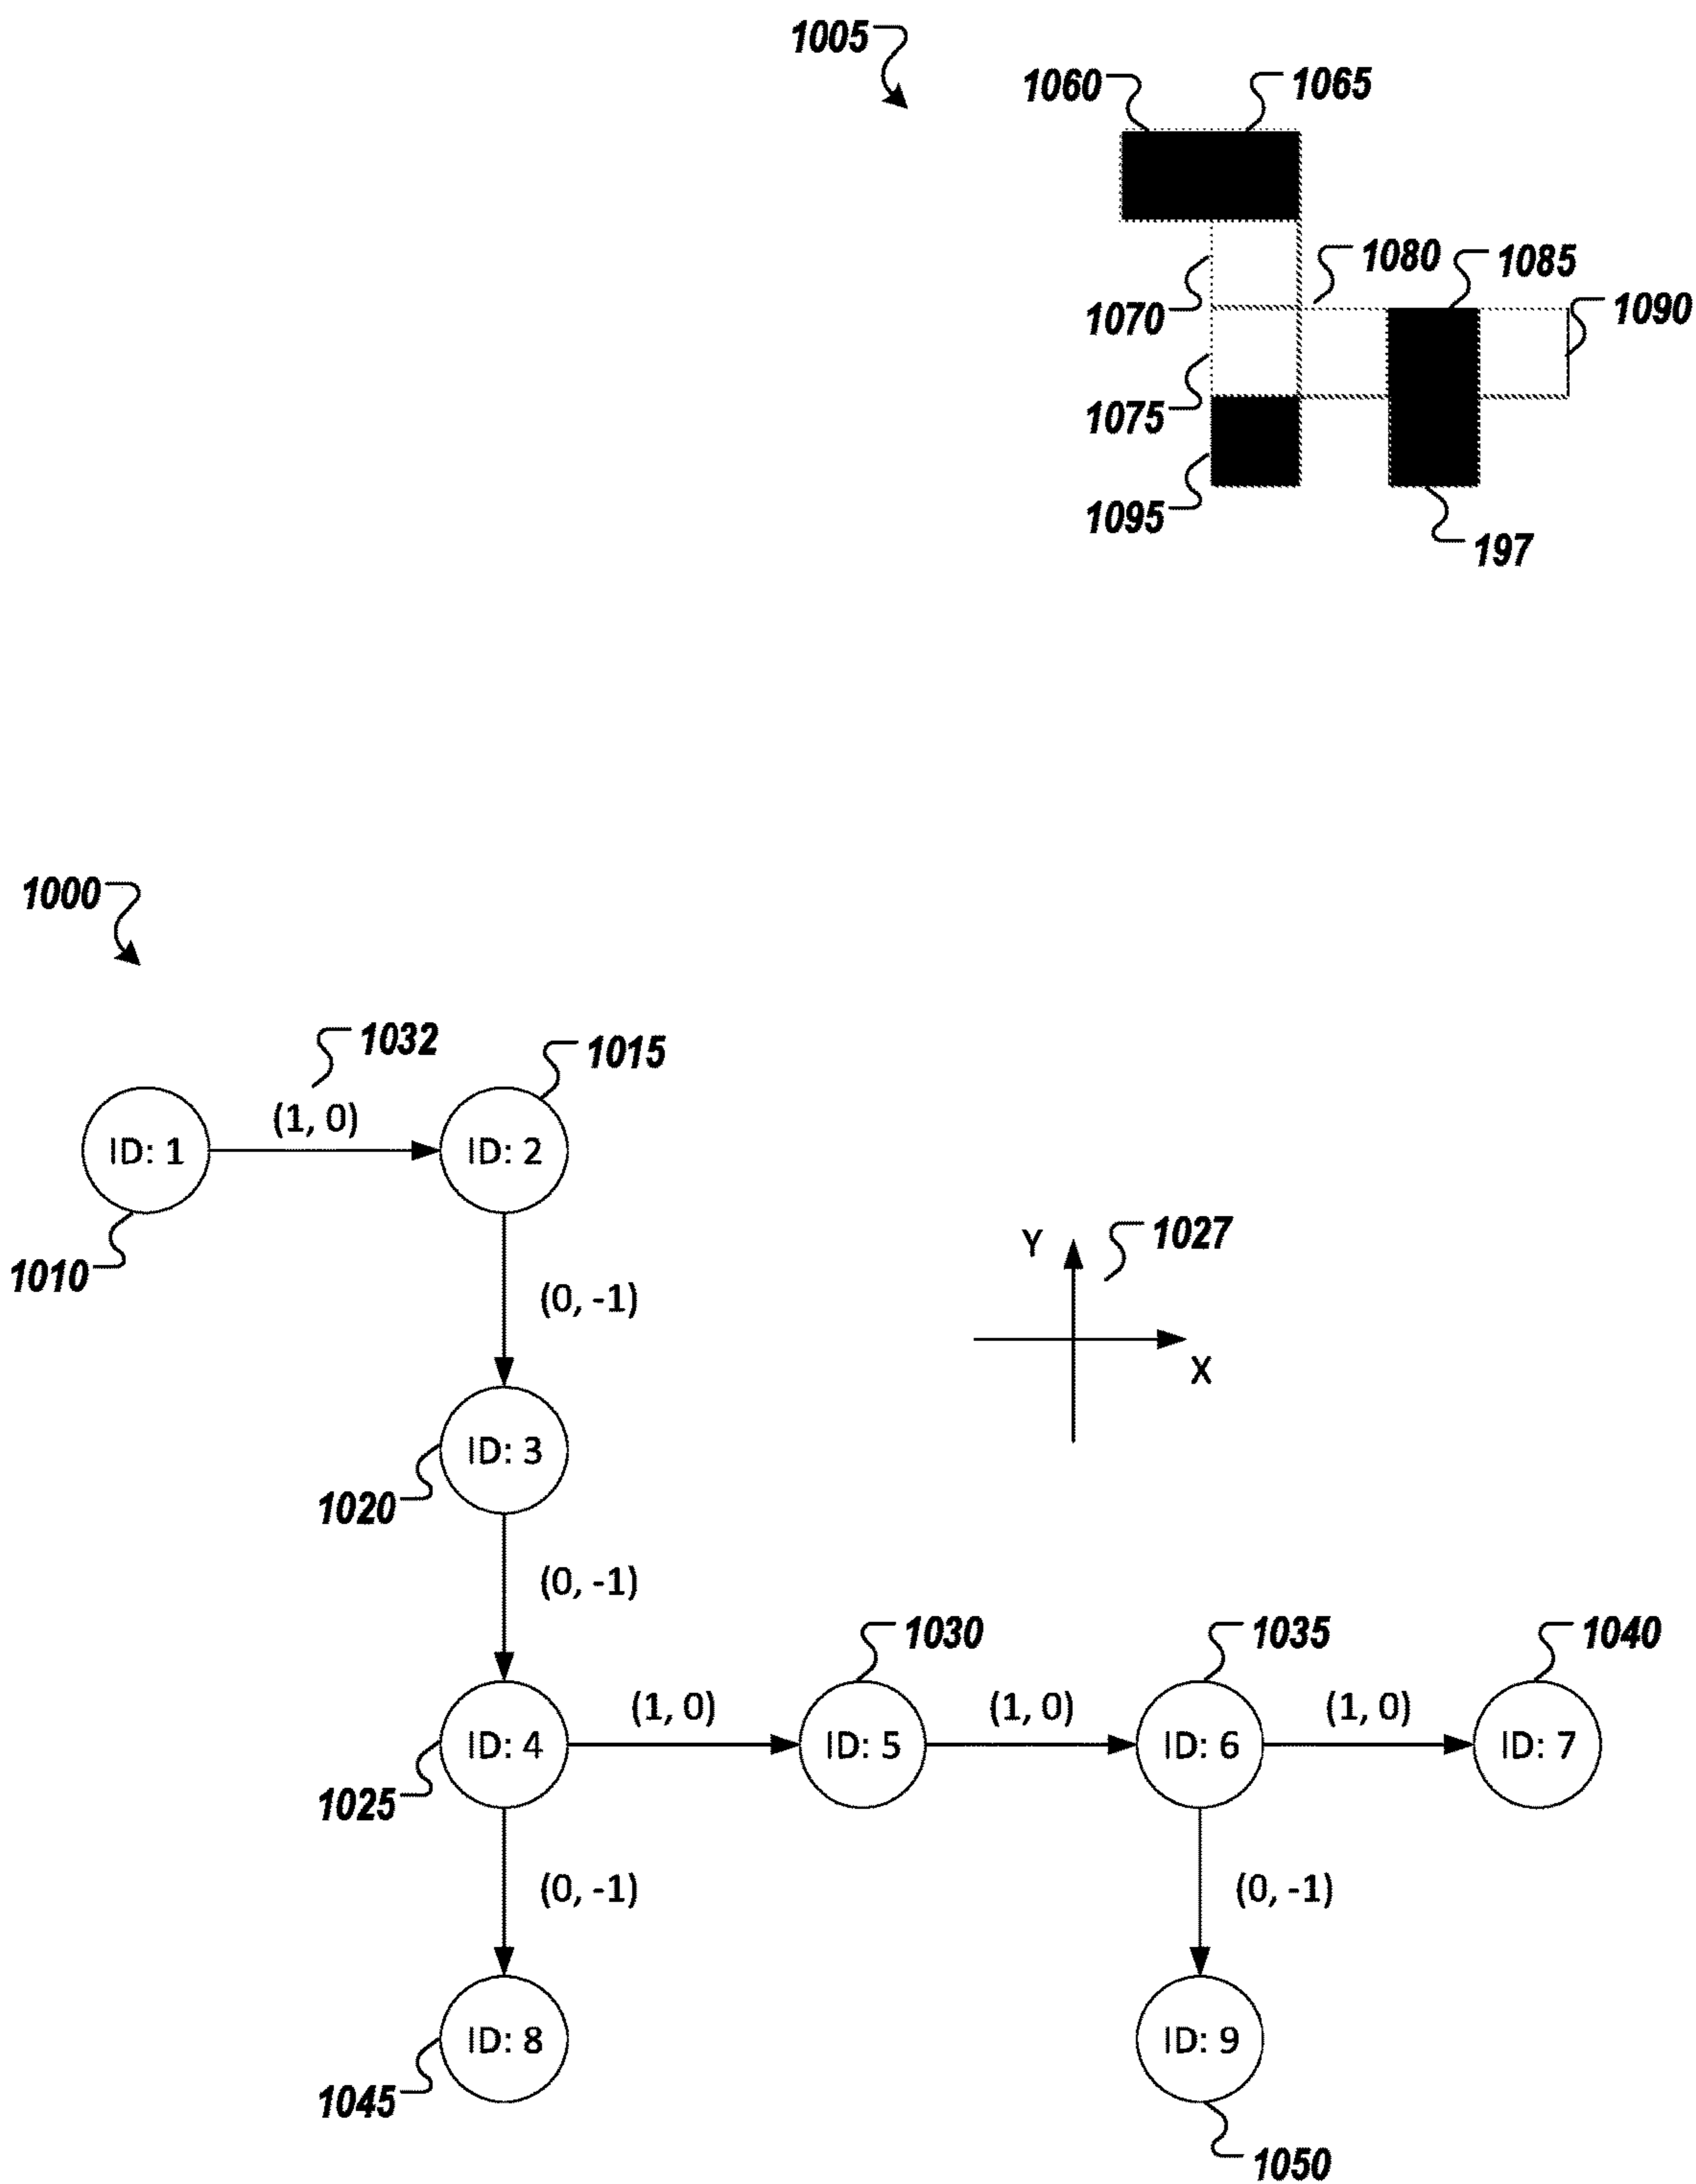 1005
1060
1065
1080
1085
1090
1070
1075
1095
197
1000
1032
1015
(1, 0)
ID: 1
ID: 2
1010
1027
Y
(0, -1)
X
ID: 3
1020
(0, -1)
1030
1035
1040
(1, 0)
(1, 0)
(1, 0)
ID: 4
ID: 5
ID: 6
ID: 7
1025
(0, -1)
(0, -1)
ID: 8
ID: 9
1045
1050